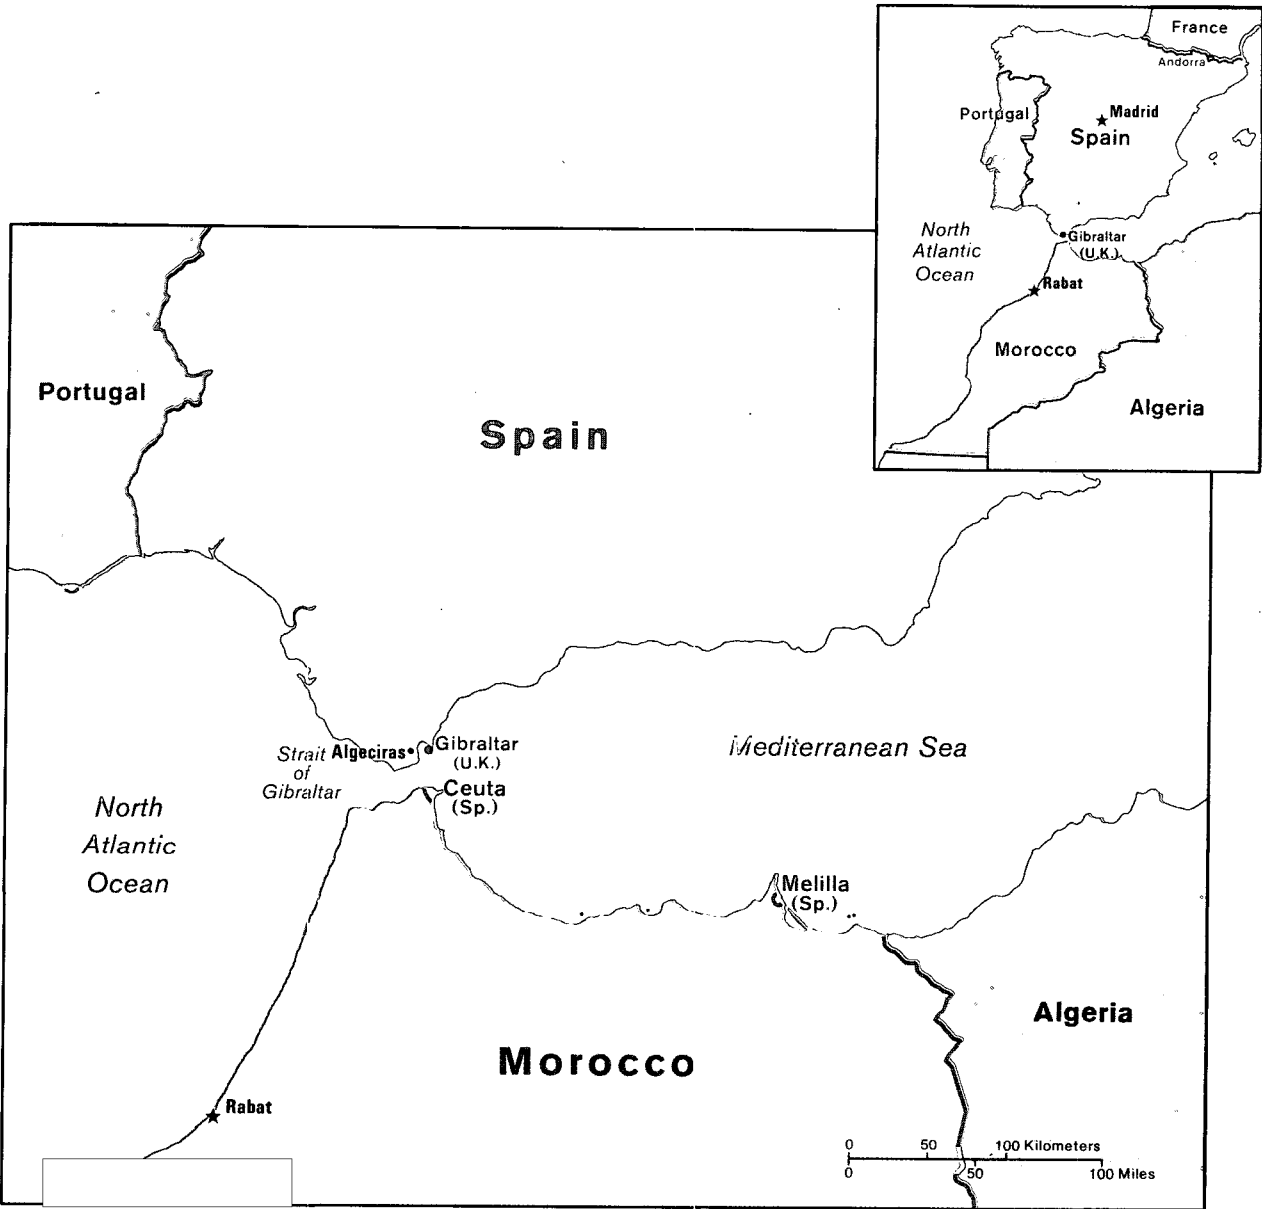 France
Andorra
Portugal
Madrid
Spain
North
Atlantic
Ocean
Gibraltar
(U.K.)
Rabat
Morocco
Algeria
Portugal
Spain
Strait
of
Gibraltar
Algeciras
Gibraltar
(U.K.)
Ceuta
(Sp.)
Mediterranean Sea
North
Atlantic
Ocean
Melilla
(Sp.)
Algeria
Morocco
Rabat
0 50 100 Kilometers
0 50 100 Miles